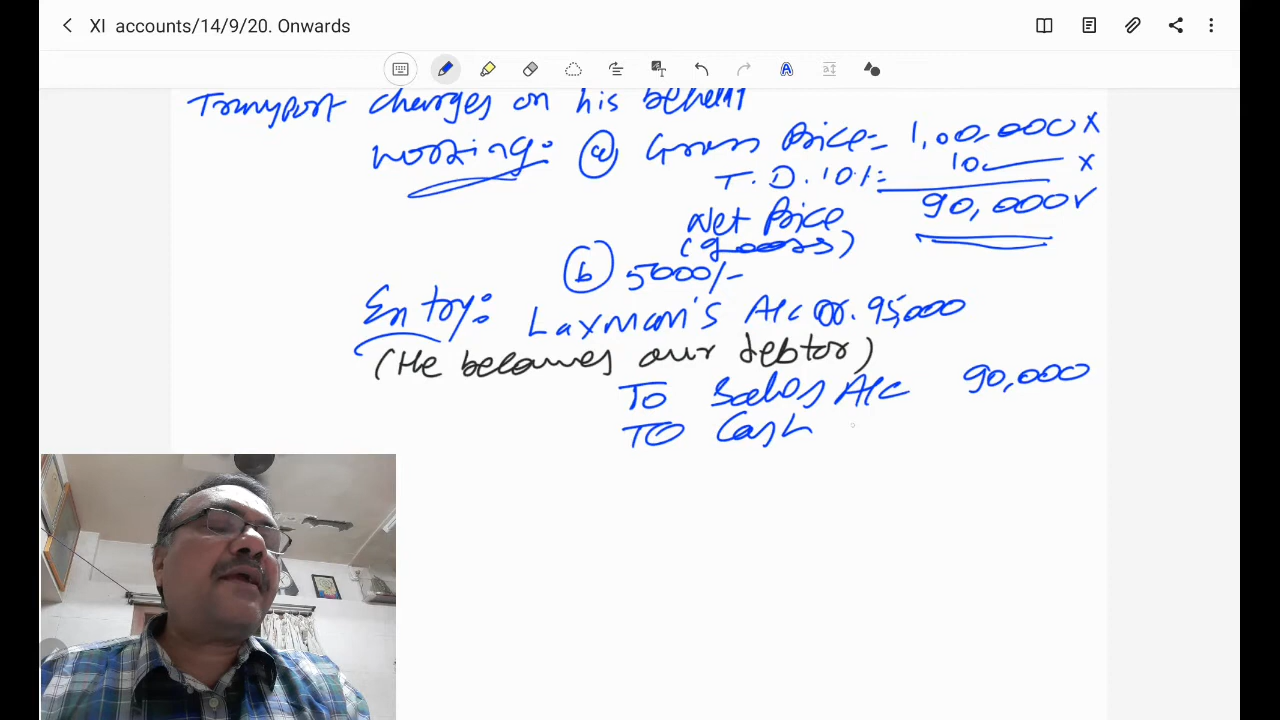 XI accounts/14/9/20. Onwards
Transport charges on his behalf
working: (a) Gross Price= 1,00,000 x
T.D. 10%= 10 x
Net Price 90,000 ✓
(goods)
(b) 5000/-
Entry: Laxman's A/c Dr. 95,000
(He becomes our debtor)
To Sales A/c 90,000
TO Cash